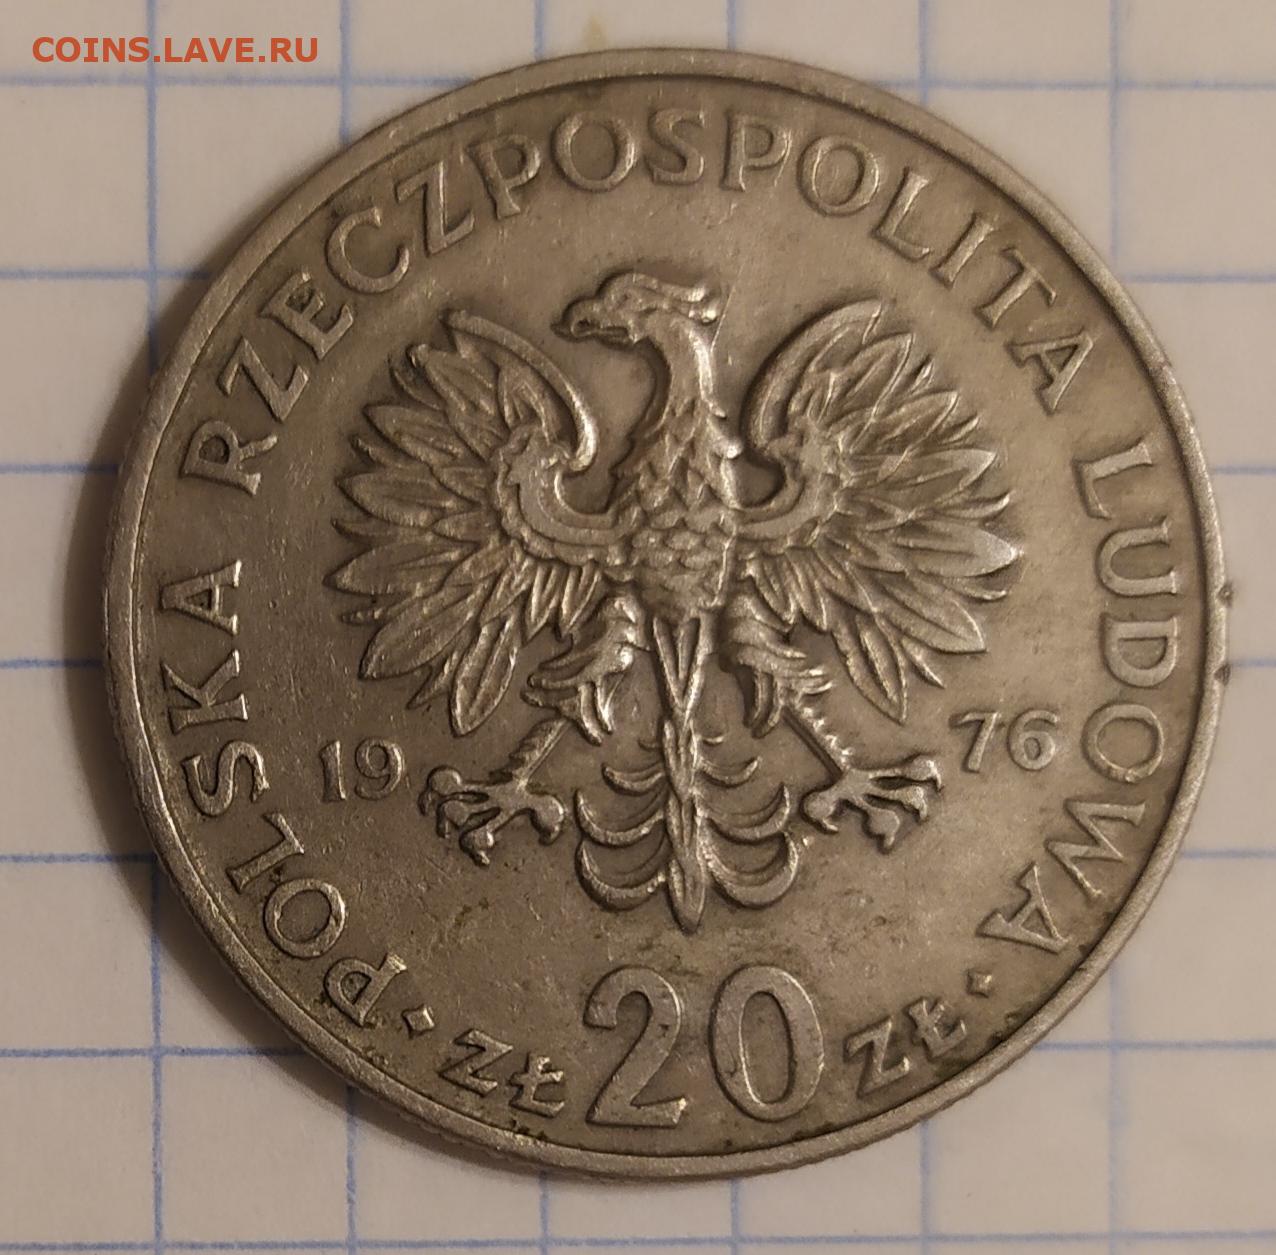 COINS.LAVE.RU
POLSKA RZECZPOSPOLITA LUDOWA
19 76
ZŁ 20 ZŁ